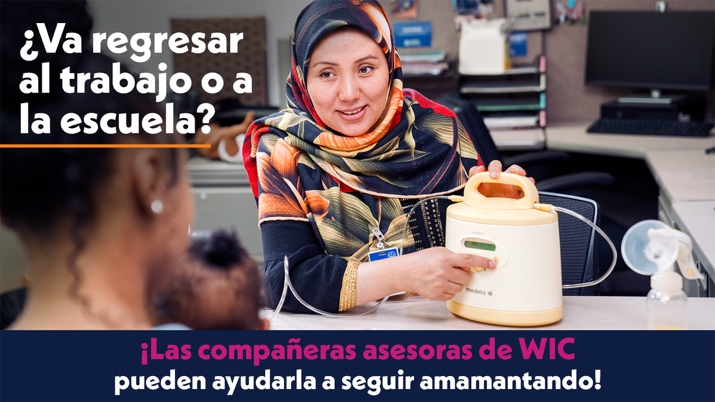 ¿Va regresar
al trabajo o a
la escuela?
medela
¡Las compañeras asesoras de WIC
pueden ayudarla a seguir amamantando!